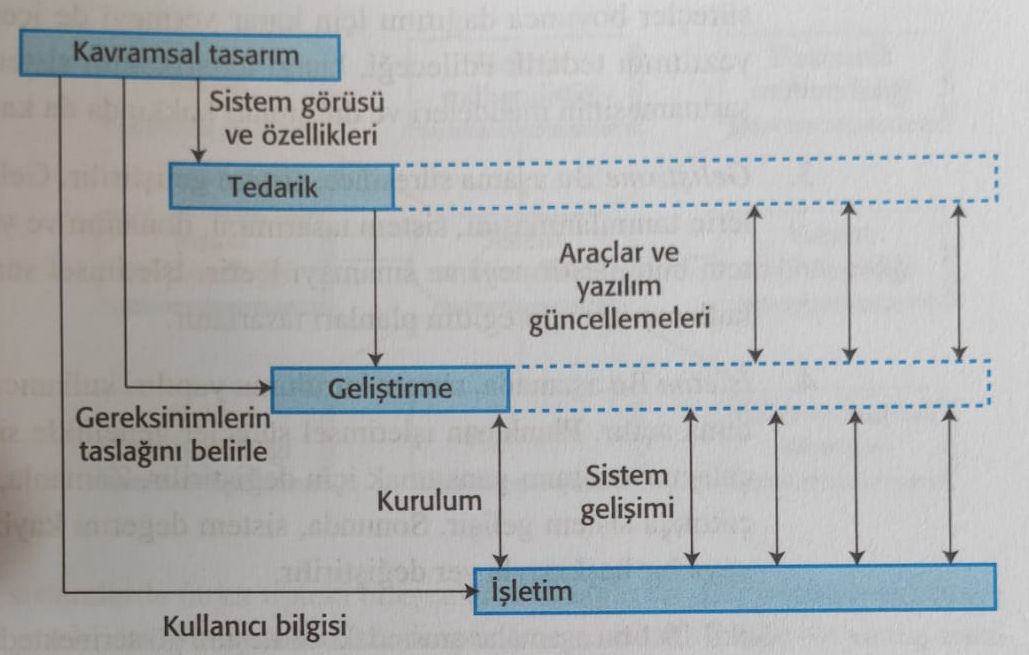 Kavramsal tasarım
Sistem görüsü
ve özellikleri
Tedarik
Araçlar ve
yazılım
güncellemeleri
Geliştirme
Gereksinimlerin
taslağını belirle
Kurulum
Sistem
gelişimi
İşletim
Kullanıcı bilgisi